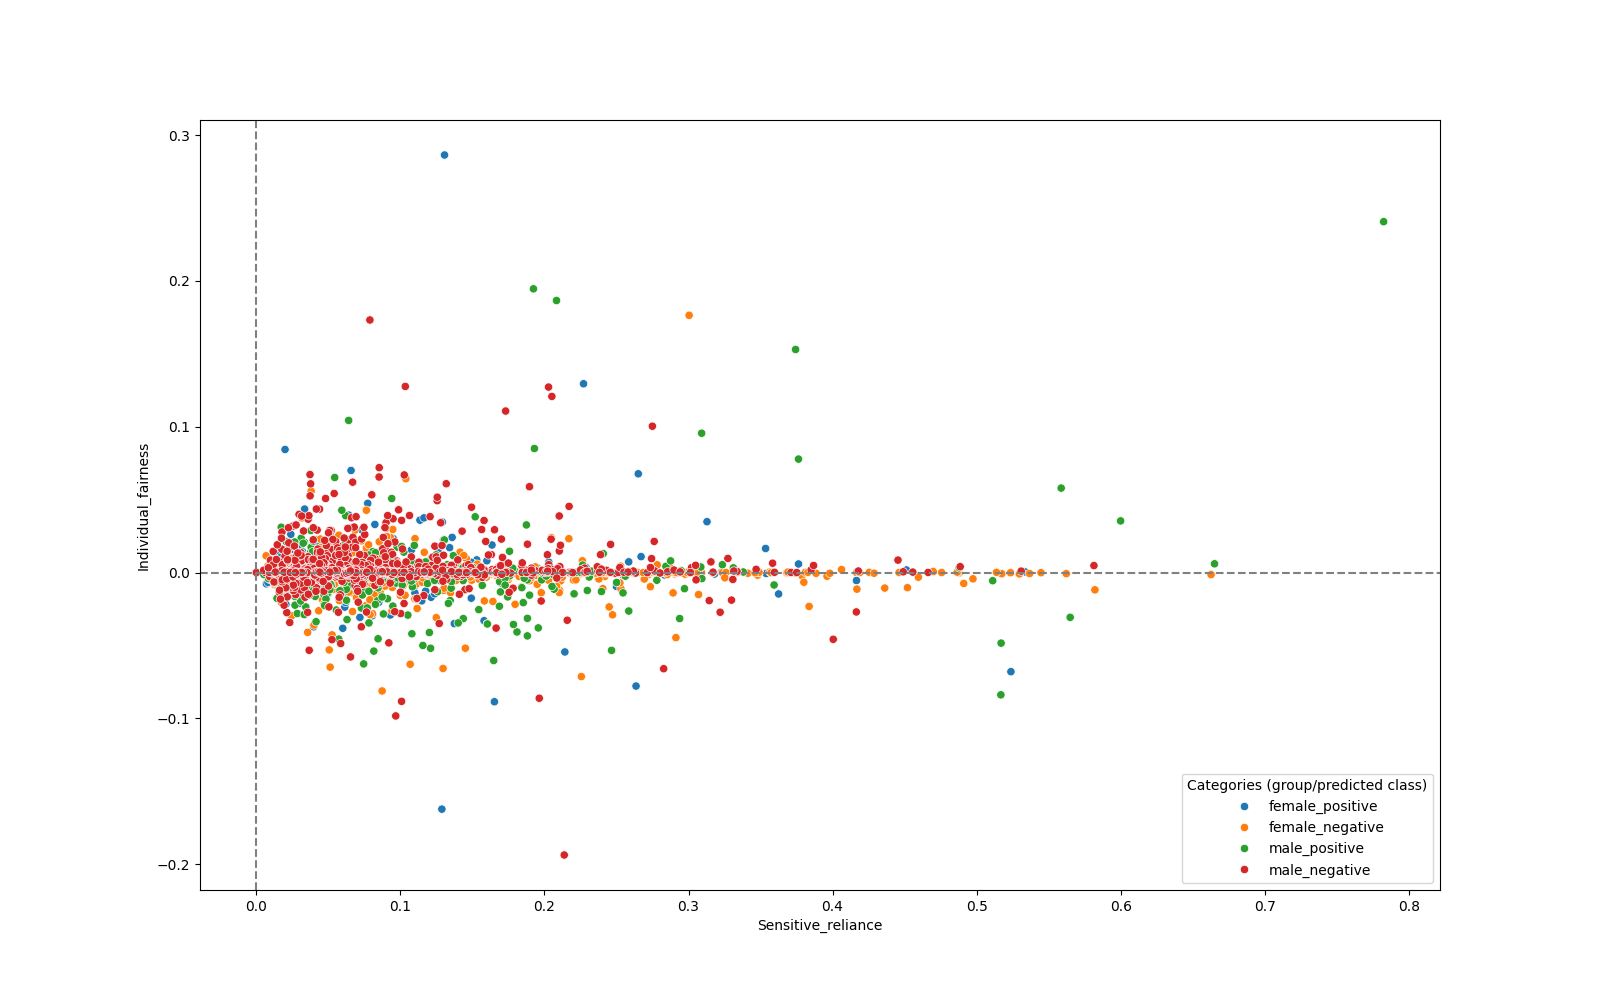 0.3
0.2
0.1
0.0
−0.1
−0.2
Individual_fairness
0.0 0.1 0.2 0.3 0.4 0.5 0.6 0.7 0.8
Sensitive_reliance
Categories (group/predicted class)
female_positive
female_negative
male_positive
male_negative